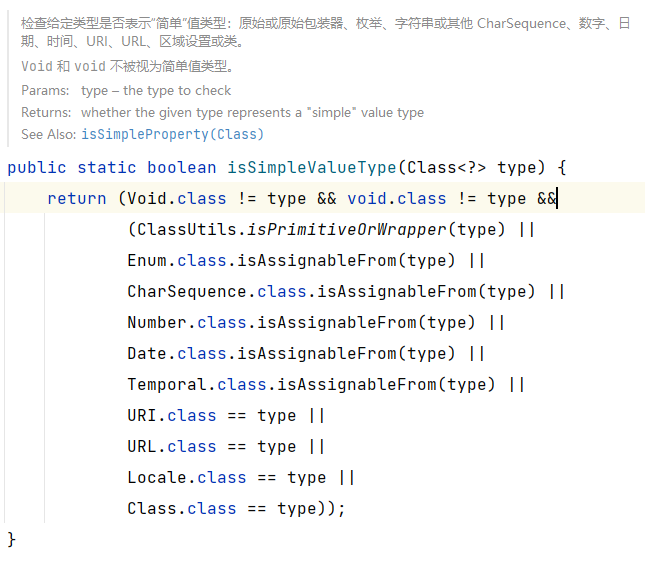 检查给定类型是否表示“简单”值类型：原始或原始包装器、枚举、字符串或其他 CharSequence、数字、日
期、时间、URI、URL、区域设置或类。
Void 和 void 不被视为简单值类型。
Params: type – the type to check
Returns: whether the given type represents a "simple" value type
See Also: isSimpleProperty(Class)
public static boolean isSimpleValueType(Class<?> type) {
    return (Void.class != type && void.class != type &&
            (ClassUtils.isPrimitiveOrWrapper(type) ||
            Enum.class.isAssignableFrom(type) ||
            CharSequence.class.isAssignableFrom(type) ||
            Number.class.isAssignableFrom(type) ||
            Date.class.isAssignableFrom(type) ||
            Temporal.class.isAssignableFrom(type) ||
            URI.class == type ||
            URL.class == type ||
            Locale.class == type ||
            Class.class == type));
}